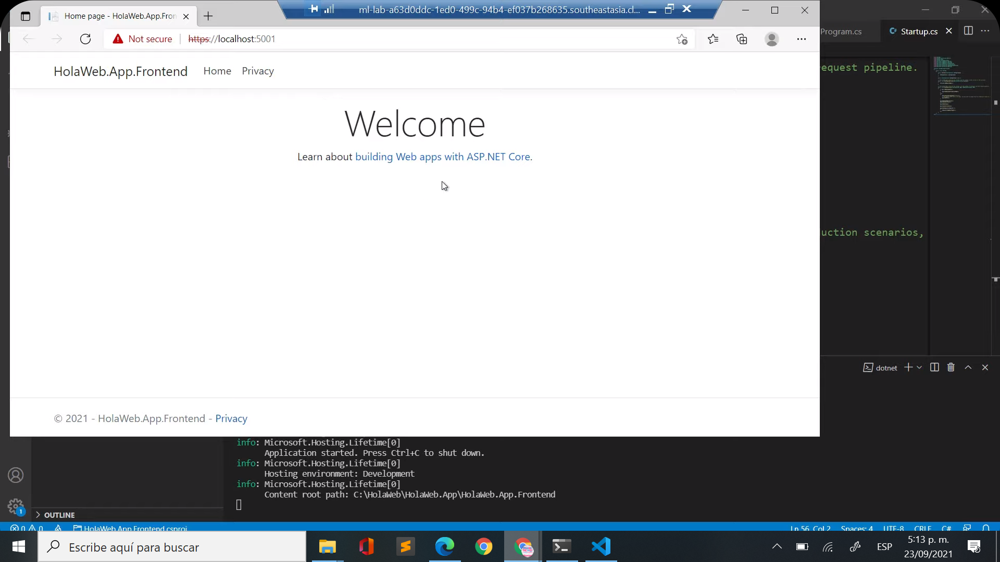 ml-lab-a63d0ddc-1ed0-499c-94b4-ef037b268635.southeastasia.cl...
Home page - HolaWeb.App.Fron
Not secure
https://localhost:5001
Program.cs
Startup.cs
HolaWeb.App.Frontend
Home
Privacy
equest pipeline.
Welcome
Learn about building Web apps with ASP.NET Core.
uction scenarios,
dotnet
© 2021 - HolaWeb.App.Frontend - Privacy
info: Microsoft.Hosting.Lifetime[0]
Application started. Press Ctrl+C to shut down.
info: Microsoft.Hosting.Lifetime[0]
Hosting environment: Development
info: Microsoft.Hosting.Lifetime[0]
Content root path: C:\HolaWeb\HolaWeb.App\HolaWeb.App.Frontend
1
OUTLINE
0 0 HolaWeb.App.Frontend.csproj
Ln 56, Col 2 Spaces: 4 UTF-8 CRLF C#
Escribe aquí para buscar
ESP
5:13 p. m.
23/09/2021